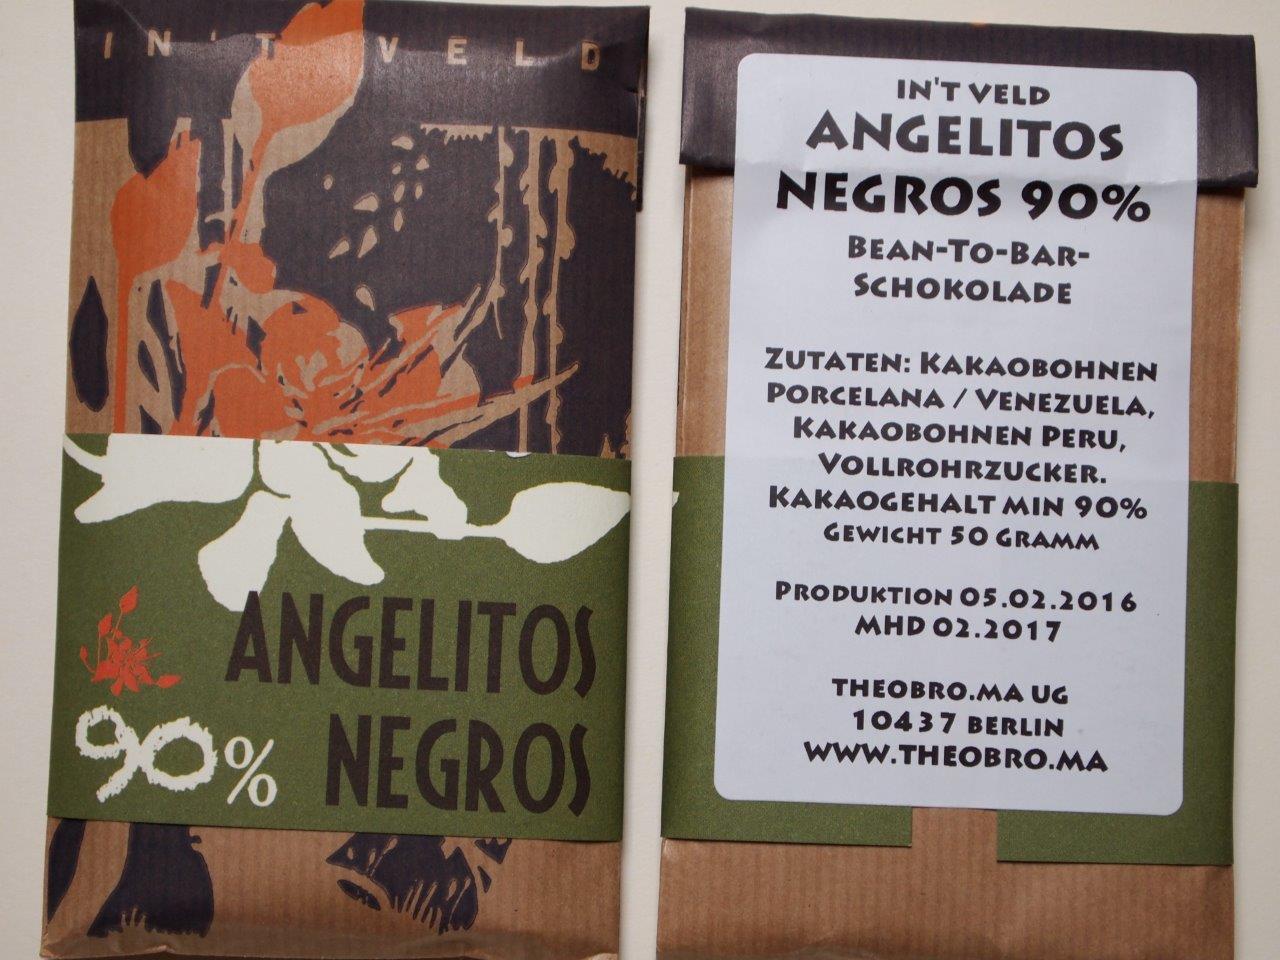 IN'T VELD
ANGELITOS
90% NEGROS
IN'T VELD
ANGELITOS
NEGROS 90%
BEAN-TO-BAR-
SCHOKOLADE
ZUTATEN: KAKAOBOHNEN
PORCELANA / VENEZUELA,
KAKAOBOHNEN PERU,
VOLLROHRZUCKER.
KAKAOGEHALT MIN 90%
GEWICHT 50 GRAMM
PRODUKTION 05.02.2016
MHD 02.2017
THEOBRO.MA UG
10437 BERLIN
WWW.THEOBRO.MA